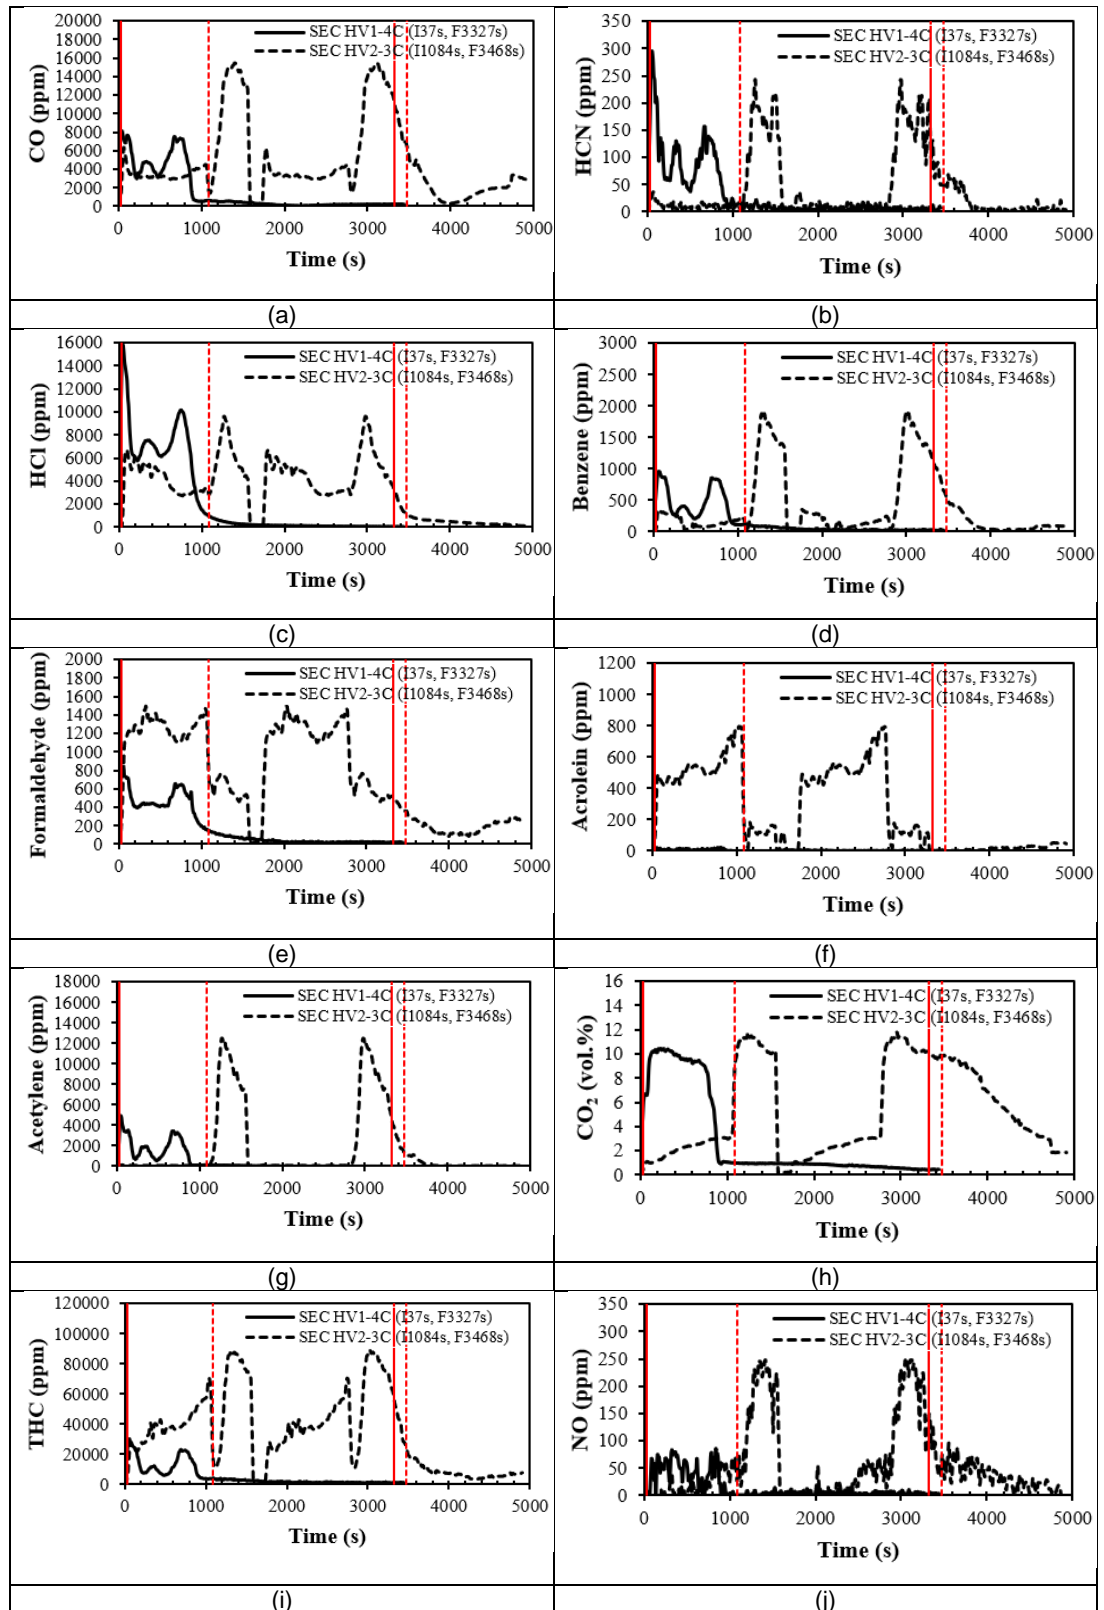 CO (ppm)
20000
18000
16000
14000
12000
10000
8000
6000
4000
2000
0
SEC HV1-4C (I37s, F3327s)
SEC HV2-3C (I1084s, F3468s)
0 1000 2000 3000 4000 5000
Time (s)
(a)
HCN (ppm)
350
300
250
200
150
100
50
0
SEC HV1-4C (I37s, F3327s)
SEC HV2-3C (I1084s, F3468s)
0 1000 2000 3000 4000 5000
Time (s)
(b)
HCl (ppm)
16000
14000
12000
10000
8000
6000
4000
2000
0
SEC HV1-4C (I37s, F3327s)
SEC HV2-3C (I1084s, F3468s)
0 1000 2000 3000 4000 5000
Time (s)
(c)
Benzene (ppm)
3000
2500
2000
1500
1000
500
0
SEC HV1-4C (I37s, F3327s)
SEC HV2-3C (I1084s, F3468s)
0 1000 2000 3000 4000 5000
Time (s)
(d)
Formaldehyde (ppm)
2000
1800
1600
1400
1200
1000
800
600
400
200
0
SEC HV1-4C (I37s, F3327s)
SEC HV2-3C (I1084s, F3468s)
0 1000 2000 3000 4000 5000
Time (s)
(e)
Acrolein (ppm)
1200
1000
800
600
400
200
0
SEC HV1-4C (I37s, F3327s)
SEC HV2-3C (I1084s, F3468s)
0 1000 2000 3000 4000 5000
Time (s)
(f)
Acetylene (ppm)
18000
16000
14000
12000
10000
8000
6000
4000
2000
0
SEC HV1-4C (I37s, F3327s)
SEC HV2-3C (I1084s, F3468s)
0 1000 2000 3000 4000 5000
Time (s)
(g)
CO₂ (vol.%)
16
14
12
10
8
6
4
2
0
SEC HV1-4C (I37s, F3327s)
SEC HV2-3C (I1084s, F3468s)
0 1000 2000 3000 4000 5000
Time (s)
(h)
THC (ppm)
120000
100000
80000
60000
40000
20000
0
SEC HV1-4C (I37s, F3327s)
SEC HV2-3C (I1084s, F3468s)
0 1000 2000 3000 4000 5000
Time (s)
(i)
NO (ppm)
350
300
250
200
150
100
50
0
SEC HV1-4C (I37s, F3327s)
SEC HV2-3C (I1084s, F3468s)
0 1000 2000 3000 4000 5000
Time (s)
(j)